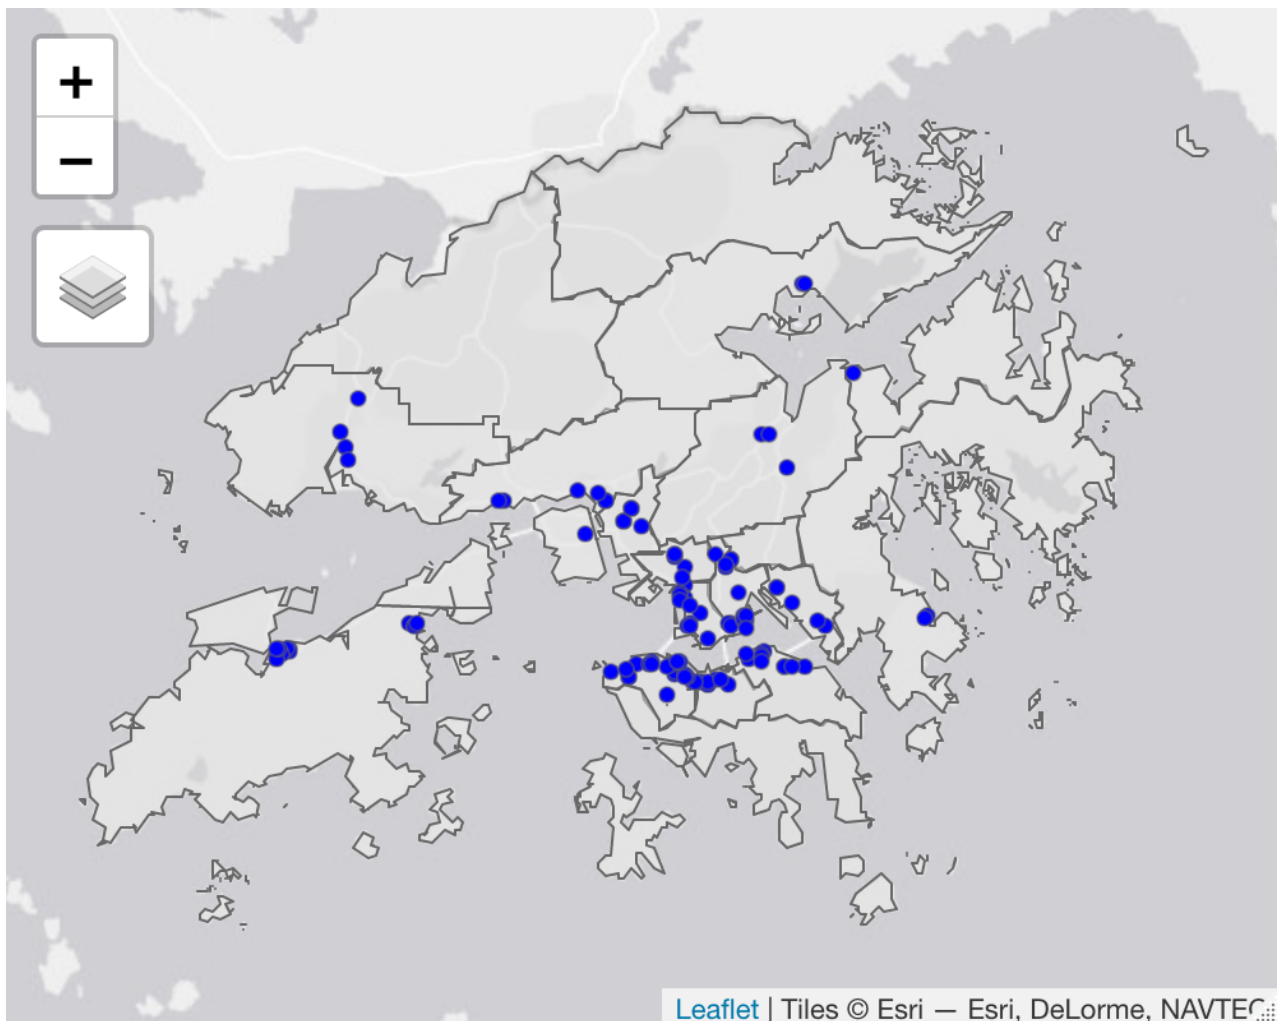 +
−
Leaflet | Tiles © Esri — Esri, DeLorme, NAVTEQ